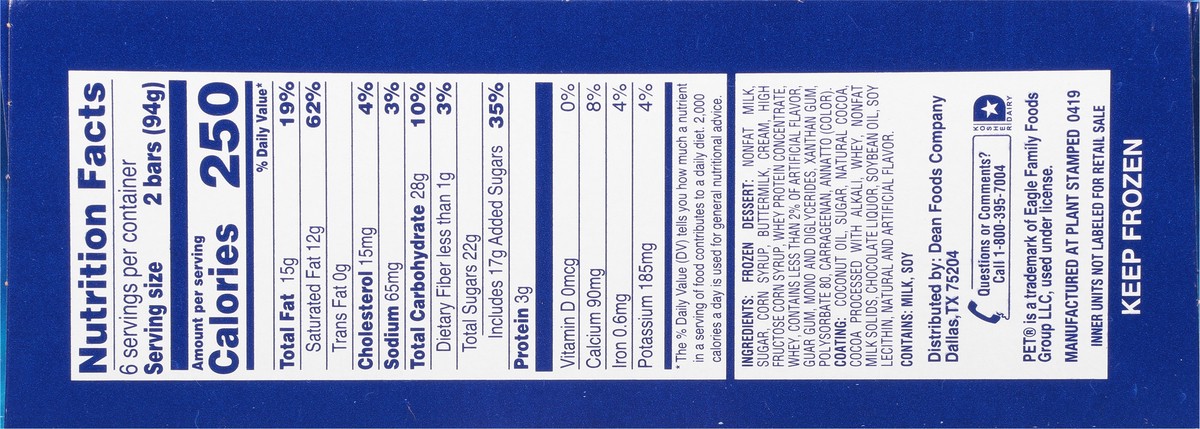 Nutrition Facts
6 servings per container
Serving size 2 bars (94g)
Amount per serving
Calories 250
% Daily Value*
Total Fat 15g 19%
Saturated Fat 12g 62%
Trans Fat 0g
Cholesterol 15mg 4%
Sodium 65mg 3%
Total Carbohydrate 28g 10%
Dietary Fiber less than 1g 3%
Total Sugars 22g
Includes 17g Added Sugars 35%
Protein 3g
Vitamin D 0mcg 0%
Calcium 90mg 8%
Iron 0.6mg 4%
Potassium 185mg 4%
*The % Daily Value (DV) tells you how much a nutrient
in a serving of food contributes to a daily diet. 2,000
calories a day is used for general nutritional advice.
INGREDIENTS: FROZEN DESSERT: NONFAT MILK,
SUGAR, CORN SYRUP, BUTTERMILK, CREAM, HIGH
FRUCTOSE CORN SYRUP, WHEY PROTEIN CONCENTRATE,
WHEY, CONTAINS LESS THAN 2% OF ARTIFICIAL FLAVOR,
GUAR GUM, MONO AND DIGLYCERIDES, XANTHAN GUM,
POLYSORBATE 80, CARRAGEENAN, ANNATTO (COLOR).
COATING: COCONUT OIL, SUGAR, NATURAL COCOA,
COCOA PROCESSED WITH ALKALI, WHEY, NONFAT
MILK SOLIDS, CHOCOLATE LIQUOR, SOYBEAN OIL, SOY
LECITHIN, NATURAL AND ARTIFICIAL FLAVOR.
CONTAINS: MILK, SOY
Distributed by: Dean Foods Company
Dallas, TX 75204
Questions or Comments?
Call 1-800-395-7004
KOSHER DAIRY
D
PET® is a trademark of Eagle Family Foods
Group LLC, used under license.
MANUFACTURED AT PLANT STAMPED 0419
INNER UNITS NOT LABELED FOR RETAIL SALE
KEEP FROZEN